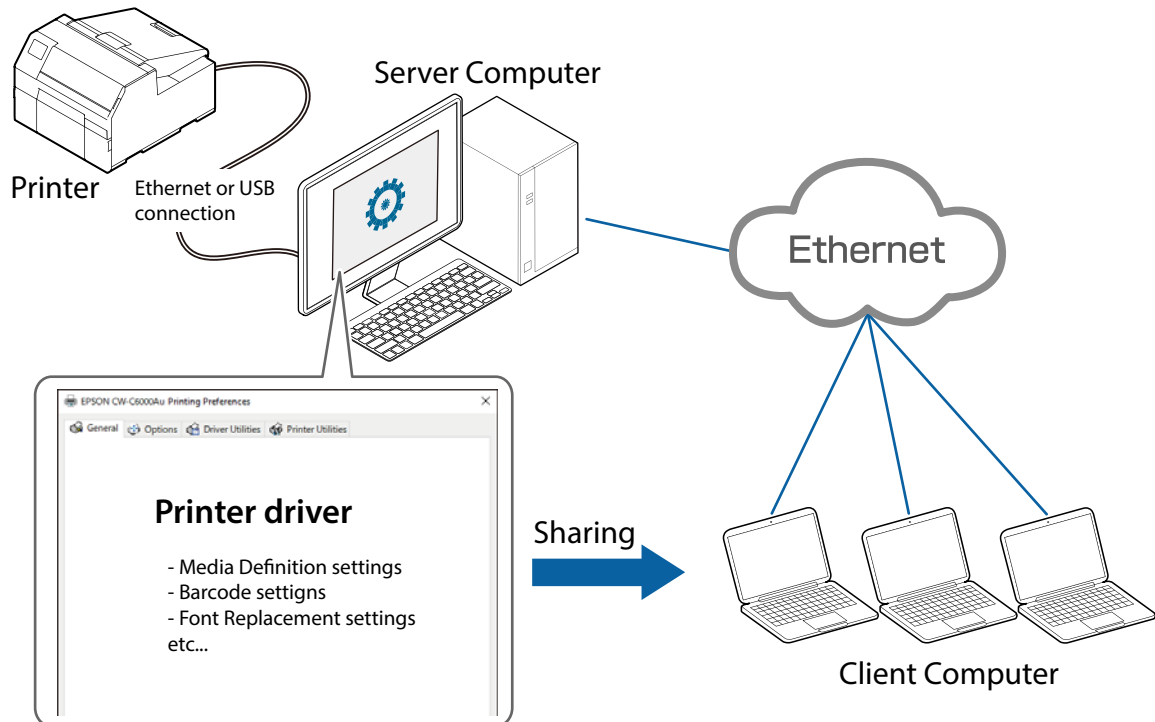 Server Computer
Printer
Ethernet or USB
connection
Ethernet
EPSON CW-C6000Au Printing Preferences
General Options Driver Utilities Printer Utilities
Printer driver
- Media Definition settings
- Barcode settigns
- Font Replacement settings
etc...
Sharing
Client Computer